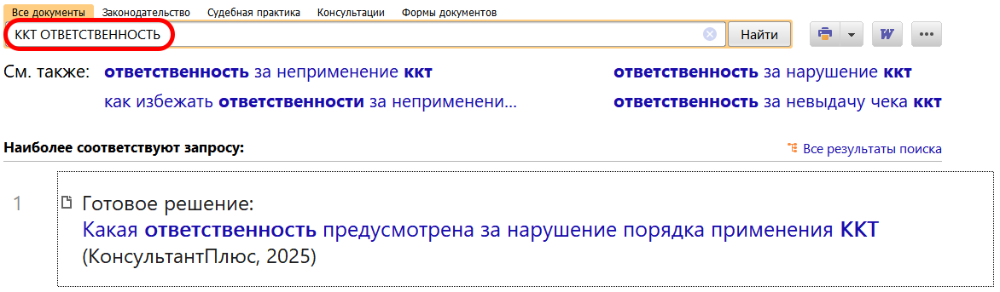 Все документы Законодательство Судебная практика Консультации Формы документов
ККТ ОТВЕТСТВЕННОСТЬ Найти W
См. также: ответственность за неприменение ккт ответственность за нарушение ккт
как избежать ответственности за неприменени... ответственность за невыдачу чека ккт
Наиболее соответствуют запросу: Все результаты поиска
1 Готовое решение:
Какая ответственность предусмотрена за нарушение порядка применения ККТ
(КонсультантПлюс, 2025)